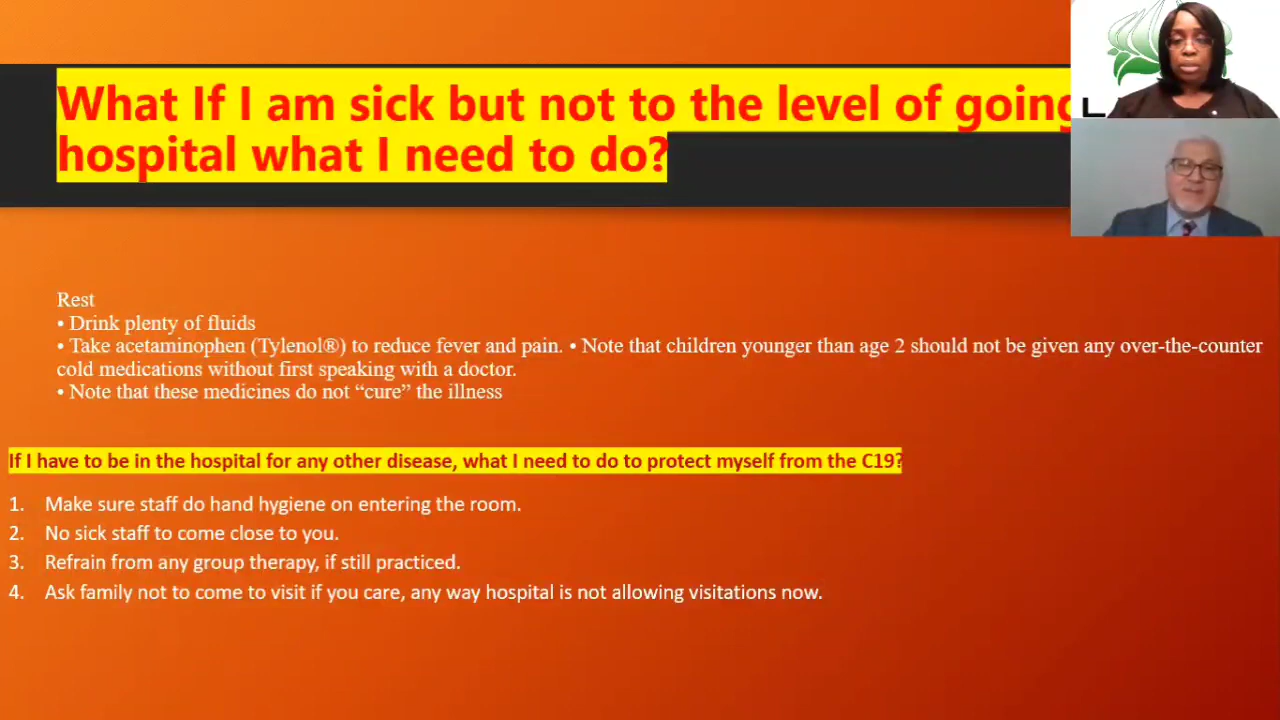 What If I am sick but not to the level of going
hospital what I need to do?
Rest
• Drink plenty of fluids
• Take acetaminophen (Tylenol®) to reduce fever and pain. • Note that children younger than age 2 should not be given any over-the-counter
cold medications without first speaking with a doctor.
• Note that these medicines do not “cure” the illness
If I have to be in the hospital for any other disease, what I need to do to protect myself from the C19?
1. Make sure staff do hand hygiene on entering the room.
2. No sick staff to come close to you.
3. Refrain from any group therapy, if still practiced.
4. Ask family not to come to visit if you care, any way hospital is not allowing visitations now.